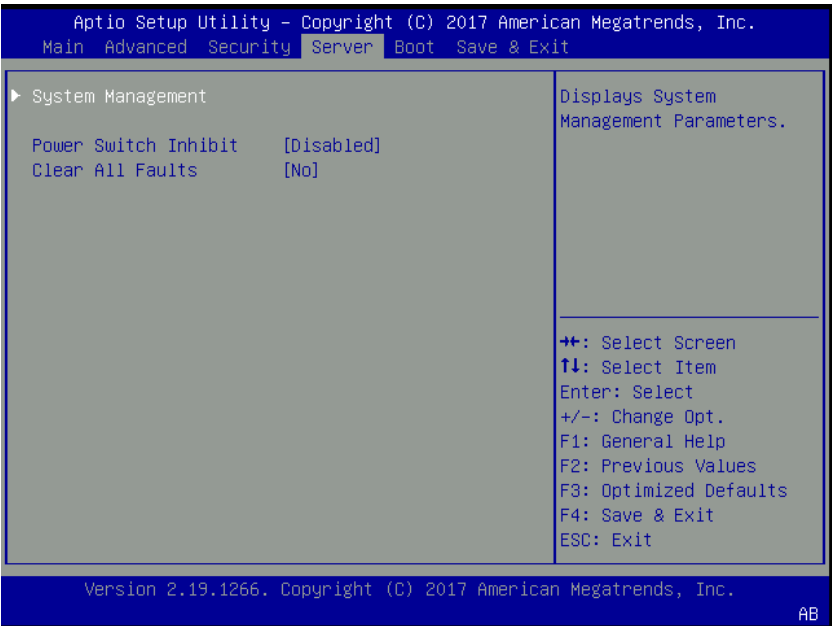 Aptio Setup Utility – Copyright (C) 2017 American Megatrends, Inc.
Main Advanced Security Server Boot Save & Exit
▶ System Management
Power Switch Inhibit [Disabled]
Clear All Faults [No]
Displays System
Management Parameters.
→←: Select Screen
↑↓: Select Item
Enter: Select
+/-: Change Opt.
F1: General Help
F2: Previous Values
F3: Optimized Defaults
F4: Save & Exit
ESC: Exit
Version 2.19.1266. Copyright (C) 2017 American Megatrends, Inc.
AB